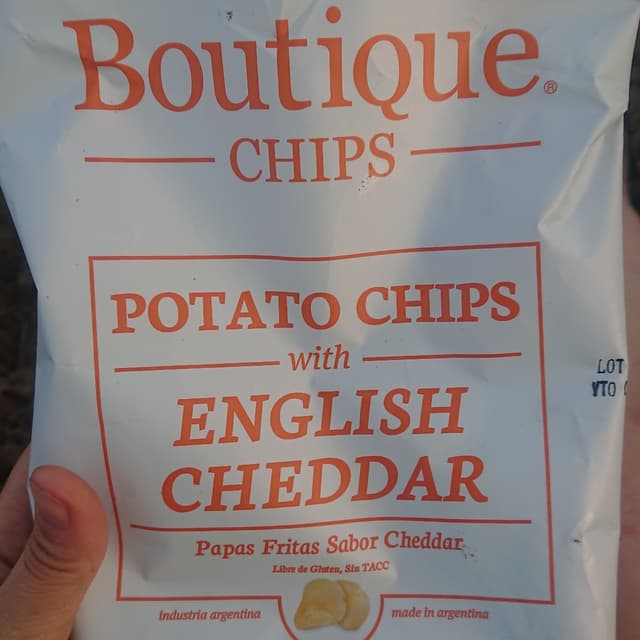 Boutique®
CHIPS
POTATO CHIPS
with
ENGLISH
CHEDDAR
Papas Fritas Sabor Cheddar
Libre de Gluten, Sin TACC
industria argentina
made in argentina
LOT
VTO